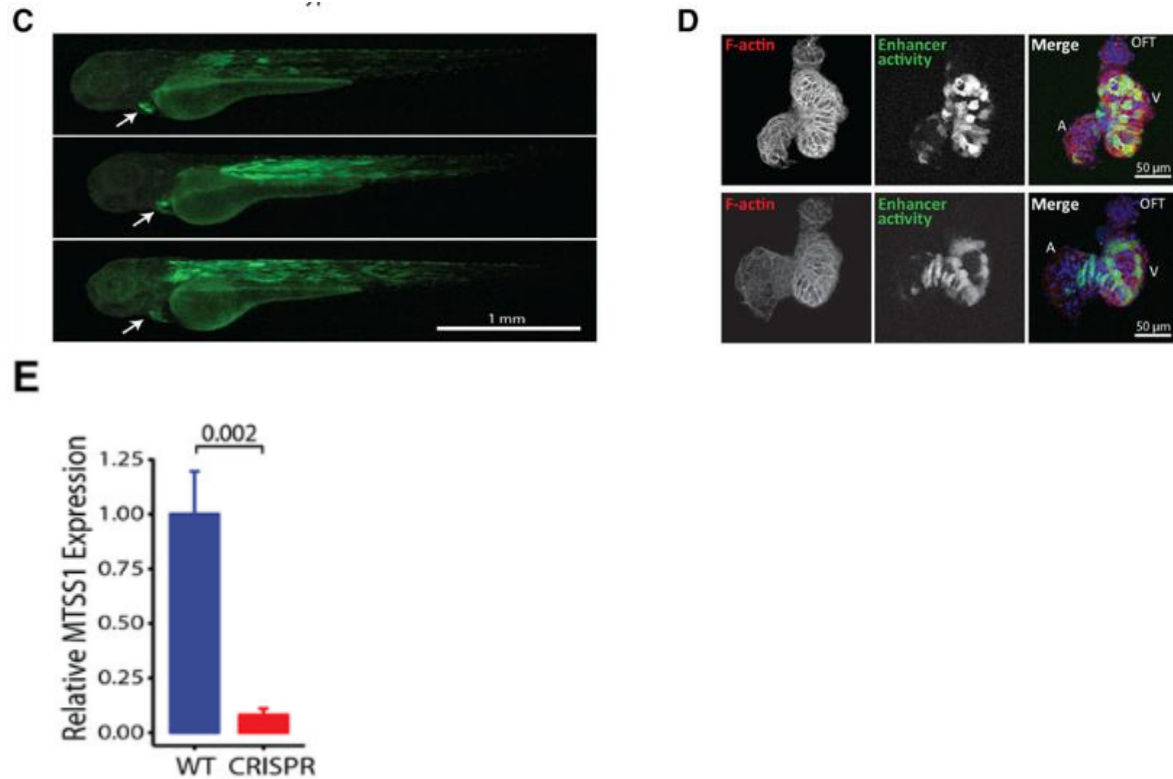 C
1 mm
D
F-actin
Enhancer
activity
Merge
OFT
A
V
50 µm
F-actin
Enhancer
activity
Merge
OFT
A
V
50 µm
E
Relative MTSS1 Expression
0.002
1.25
1.00
0.75
0.50
0.25
0.00
WT CRISPR